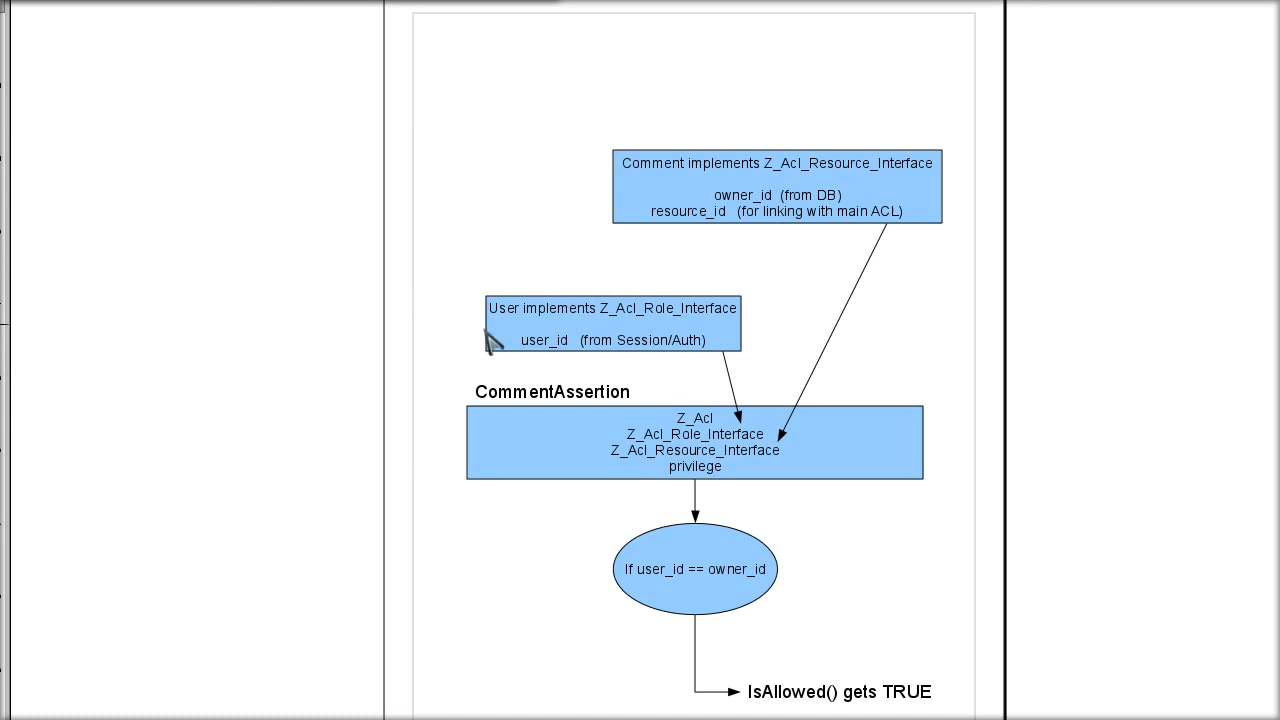 Comment implements Z_Acl_Resource_Interface
owner_id (from DB)
resource_id (for linking with main ACL)
User implements Z_Acl_Role_Interface
user_id (from Session/Auth)
CommentAssertion
Z_Acl
Z_Acl_Role_Interface
Z_Acl_Resource_Interface
privilege
If user_id == owner_id
IsAllowed() gets TRUE